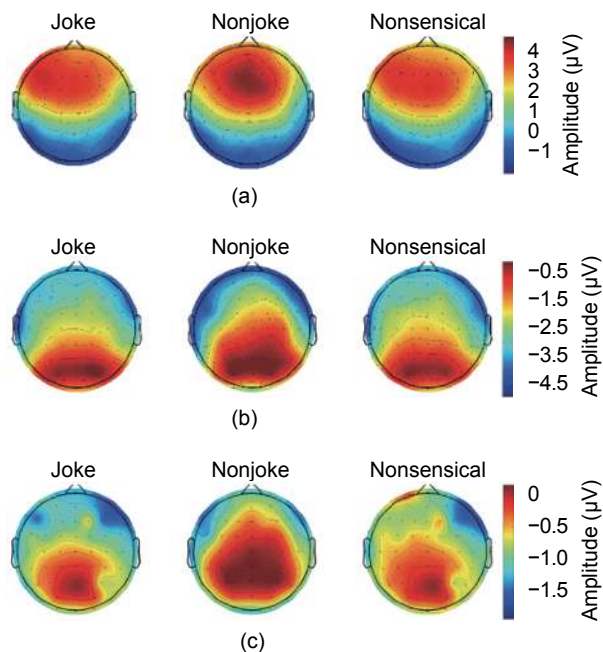 Joke Nonjoke Nonsensical
4
3
2
1
0
−1
Amplitude (μV)
(a)
Joke Nonjoke Nonsensical
−0.5
−1.5
−2.5
−3.5
−4.5
Amplitude (μV)
(b)
Joke Nonjoke Nonsensical
0
−0.5
−1.0
−1.5
Amplitude (μV)
(c)